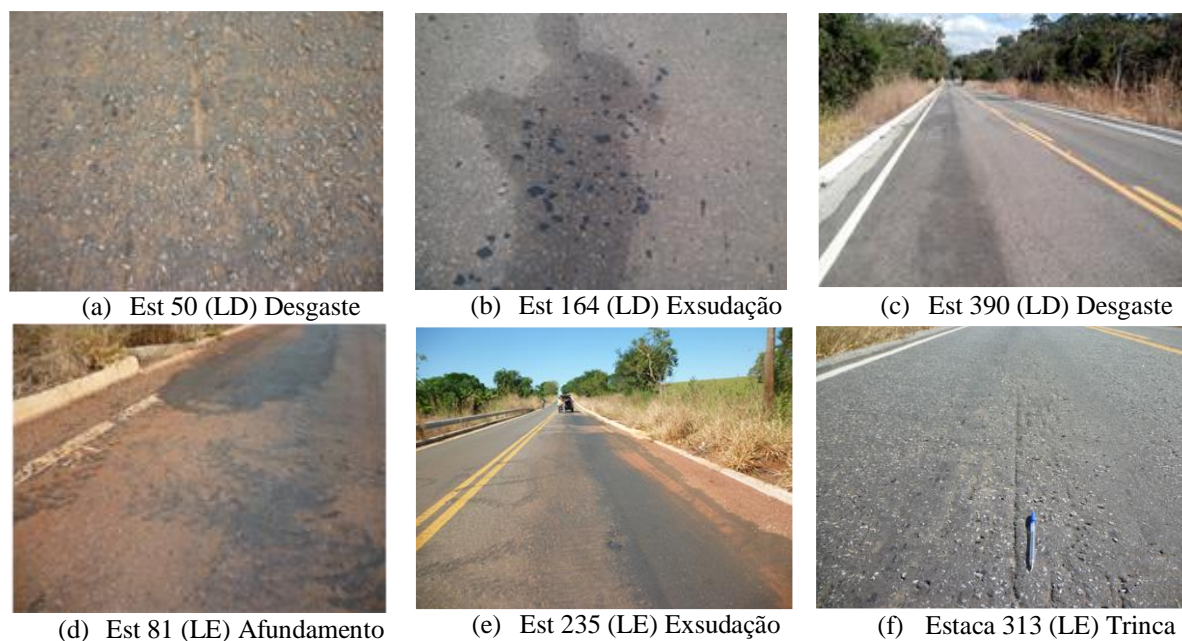 (a) Est 50 (LD) Desgaste
(b) Est 164 (LD) Exsudação
(c) Est 390 (LD) Desgaste
(d) Est 81 (LE) Afundamento
(e) Est 235 (LE) Exsudação
(f) Estaca 313 (LE) Trinca